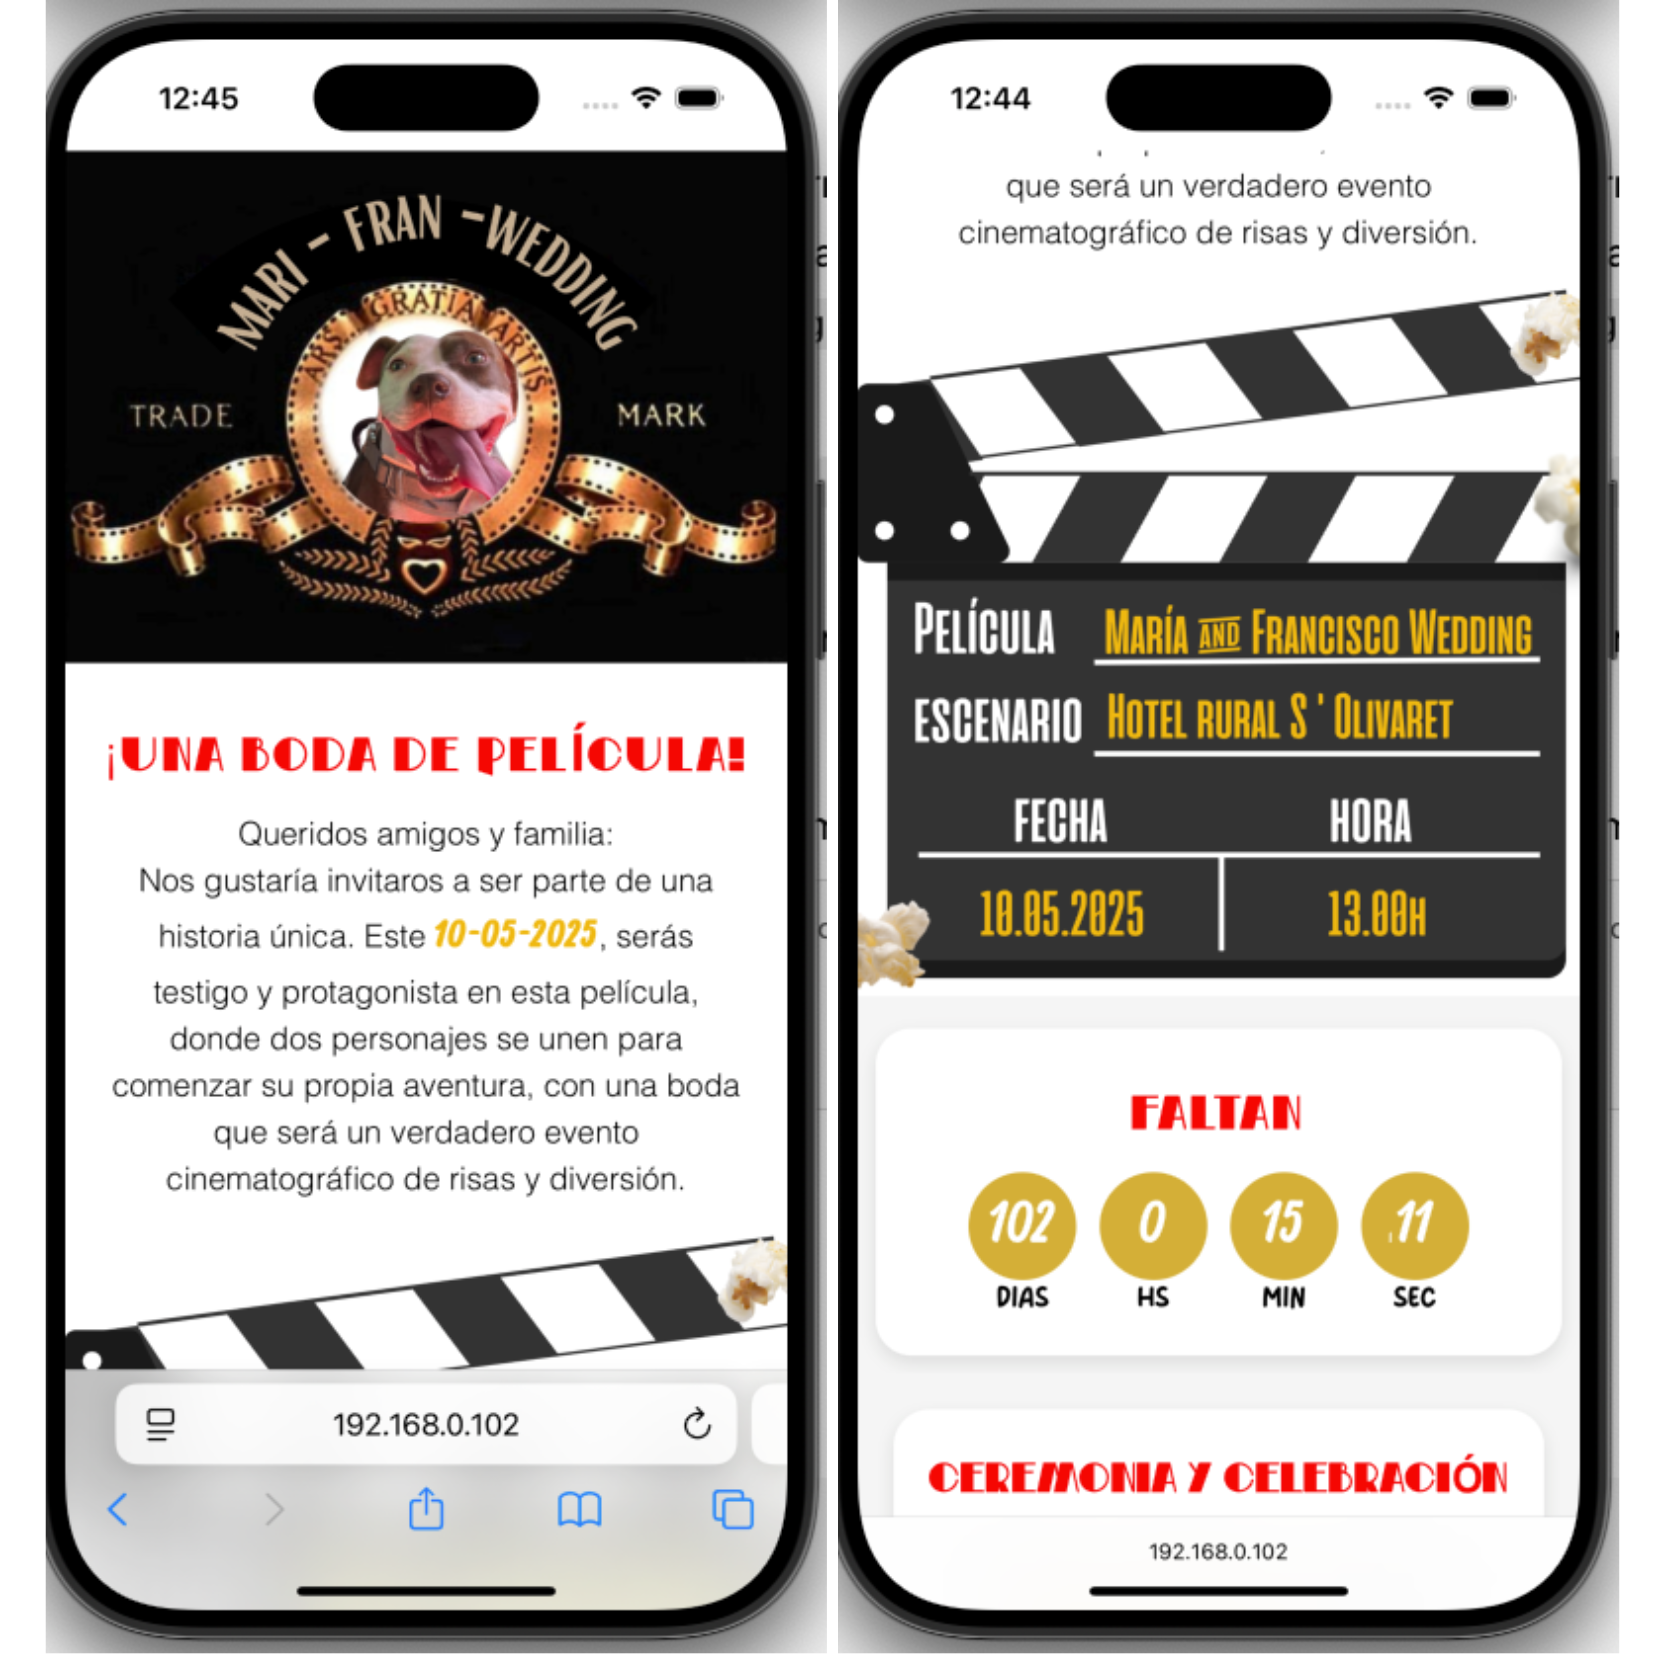 12:45
MARI - FRAN - WEDDING
ARS GRATIA ARTIS
TRADE
MARK
¡UNA BODA DE PELÍCULA!
Queridos amigos y familia:
Nos gustaría invitaros a ser parte de una
historia única. Este 10-05-2025, serás
testigo y protagonista en esta película,
donde dos personajes se unen para
comenzar su propia aventura, con una boda
que será un verdadero evento
cinematográfico de risas y diversión.
192.168.0.102
12:44
que será un verdadero evento
cinematográfico de risas y diversión.
PELÍCULA MARÍA AND FRANCISCO WEDDING
ESCENARIO HOTEL RURAL S ' OLIVARET
FECHA HORA
10.05.2025 13.00H
FALTAN
102 0 15 11
DIAS HS MIN SEC
CEREMONIA Y CELEBRACIÓN
192.168.0.102